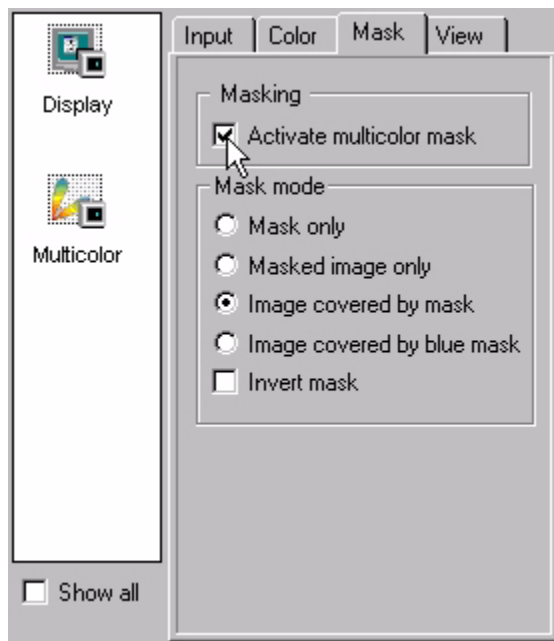 Display
Multicolor
Show all
Input Color Mask View
Masking
Activate multicolor mask
Mask mode
Mask only
Masked image only
Image covered by mask
Image covered by blue mask
Invert mask